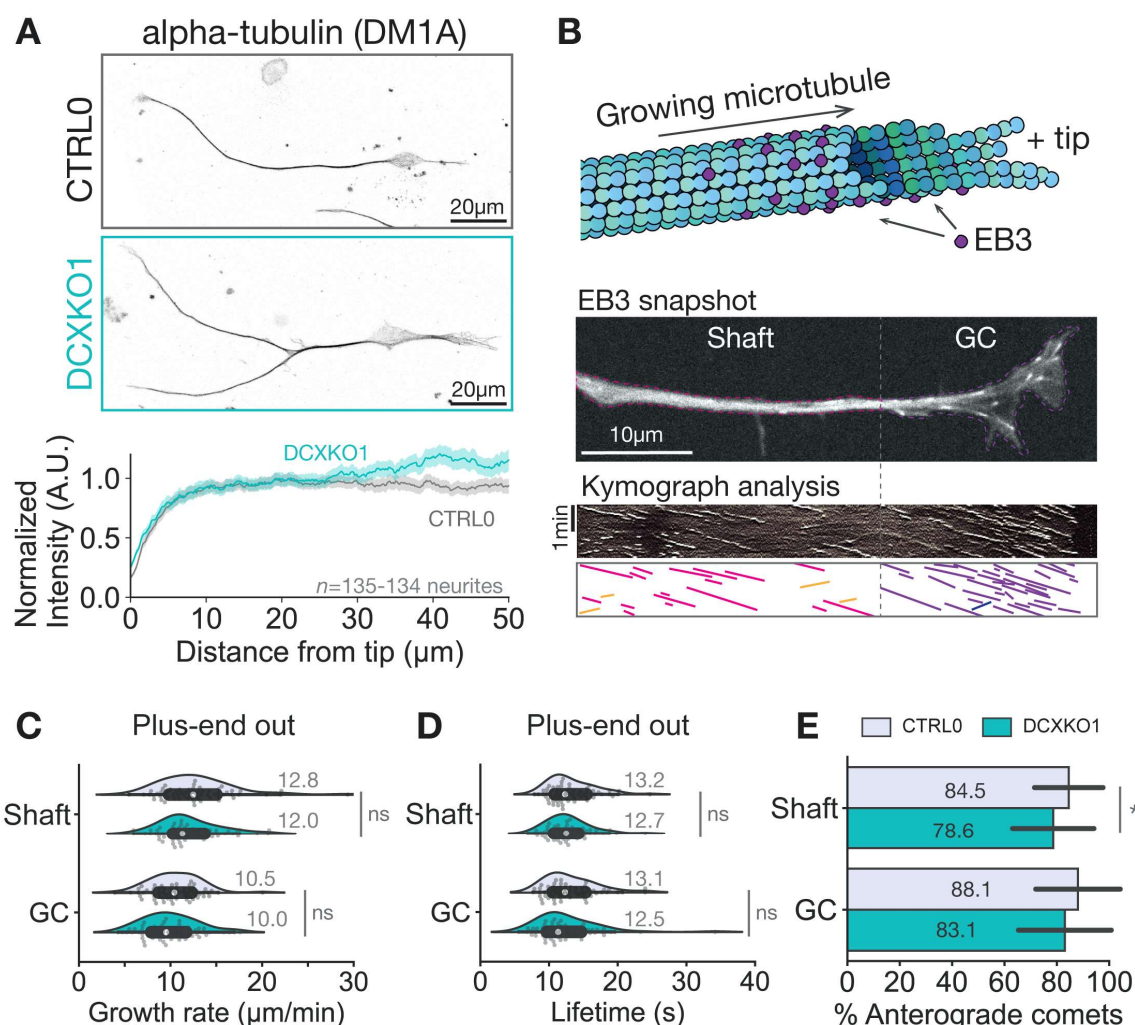 A
alpha-tubulin (DM1A)
CTRL0
20µm
DCXKO1
20µm
Normalized
Intensity (A.U.)
1.0
0.5
0.0
DCXKO1
CTRL0
n=135-134 neurites
0 10 20 30 40 50
Distance from tip (µm)
B
Growing microtubule
+ tip
EB3
EB3 snapshot
Shaft GC
10µm
Kymograph analysis
1min
C
Plus-end out
Shaft
12.8
12.0
ns
GC
10.5
10.0
ns
0 10 20 30
Growth rate (µm/min)
D
Plus-end out
13.2
12.7
ns
13.1
12.5
ns
0 10 20 30 40
Lifetime (s)
E
CTRL0 DCXKO1
Shaft
84.5
78.6
*
GC
88.1
83.1
0 20 40 60 80 100
% Anterograde comets